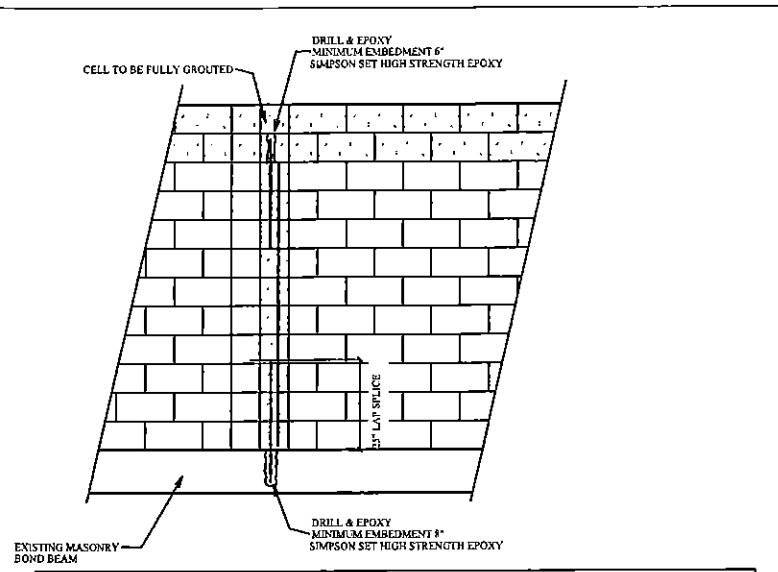 DRILL & EPOXY
MINIMUM EMBEDMENT 6"
SIMPSON SET HIGH STRENGTH EPOXY
CELL TO BE FULLY GROUTED
25" LAP SPLICE
DRILL & EPOXY
MINIMUM EMBEDMENT 8"
SIMPSON SET HIGH STRENGTH EPOXY
EXISTING MASONRY
BOND BEAM